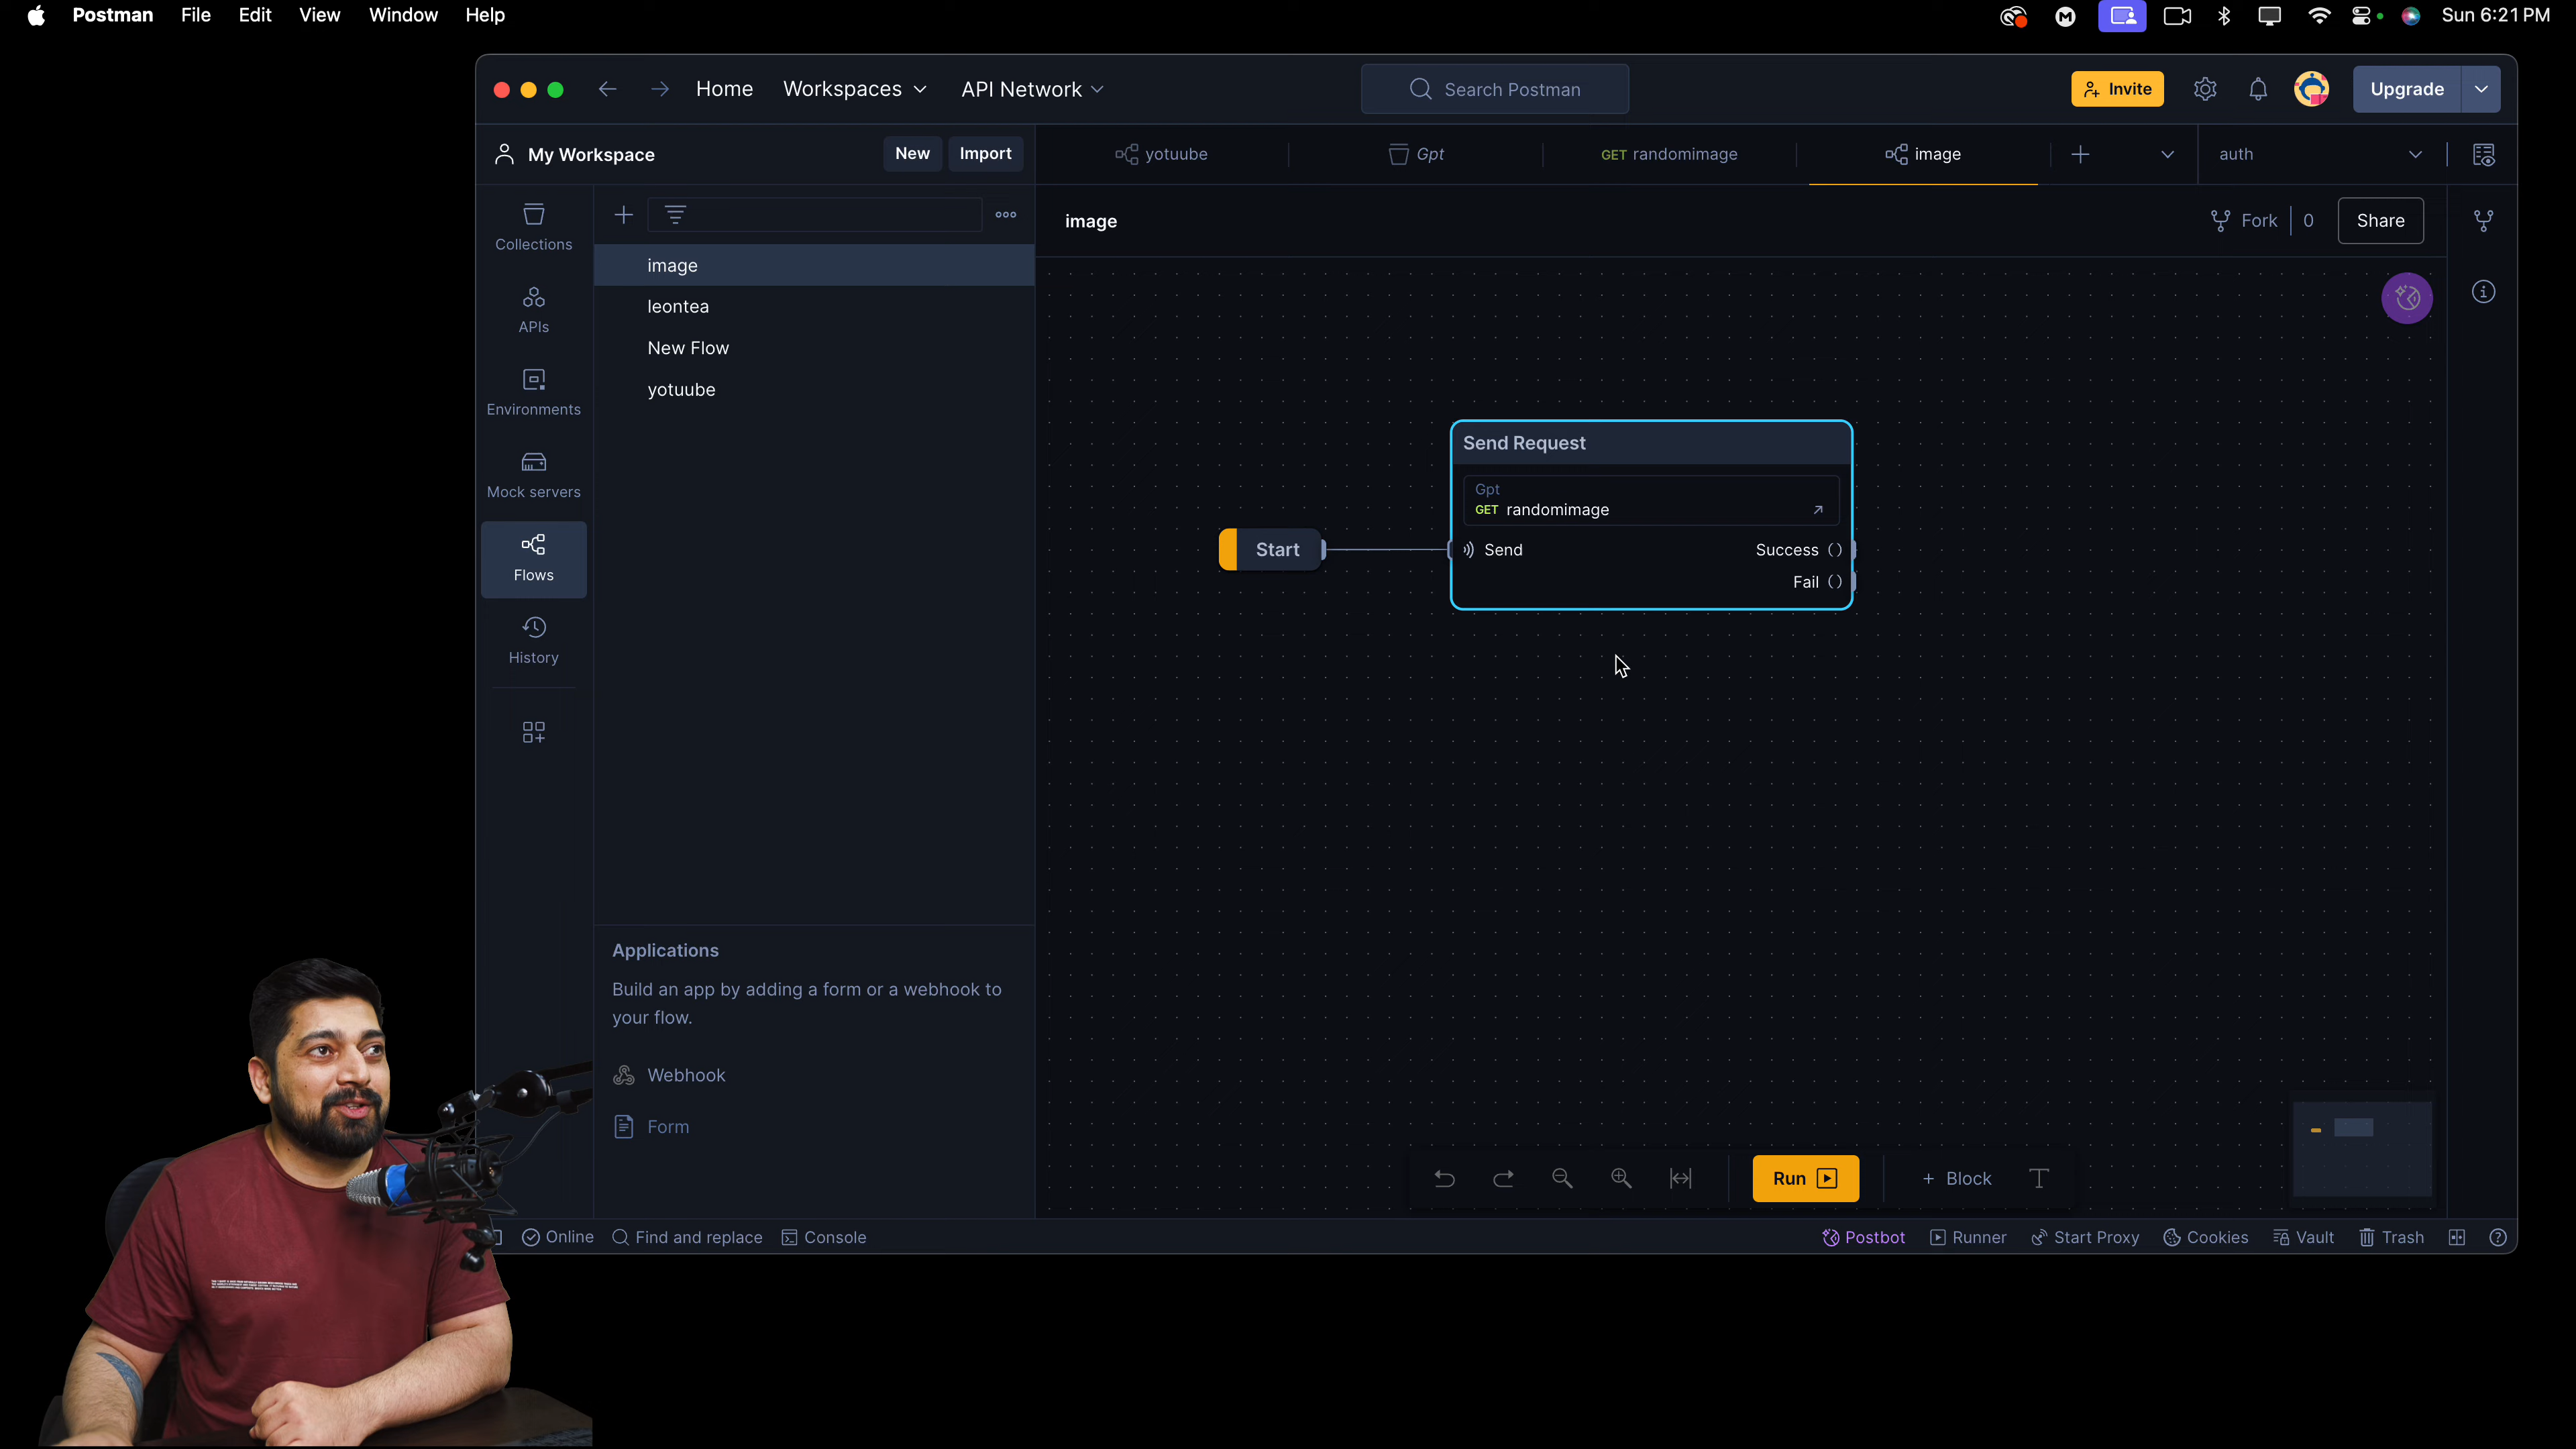 Postman File Edit View Window Help
Sun 6:21 PM
Home Workspaces API Network
Search Postman
Invite
Upgrade
My Workspace
New Import
yotuube
Gpt
GET randomimage
image
auth
Collections
APIs
Environments
Mock servers
Flows
History
image
leontea
New Flow
yotuube
image
Fork 0 Share
Send Request
Gpt
GET randomimage
Start
Send Success
Fail
Applications
Build an app by adding a form or a webhook to
your flow.
Webhook
Form
Run
+ Block
Online Find and replace Console
Postbot Runner Start Proxy Cookies Vault Trash